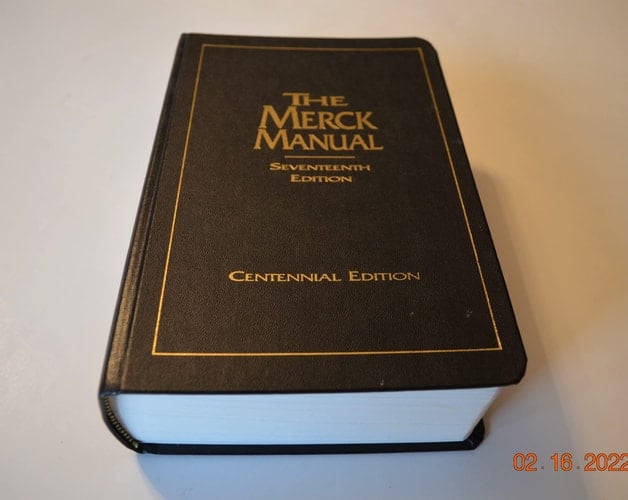 THE
MERCK
MANUAL
SEVENTEENTH
EDITION
CENTENNIAL EDITION
02.16.2022